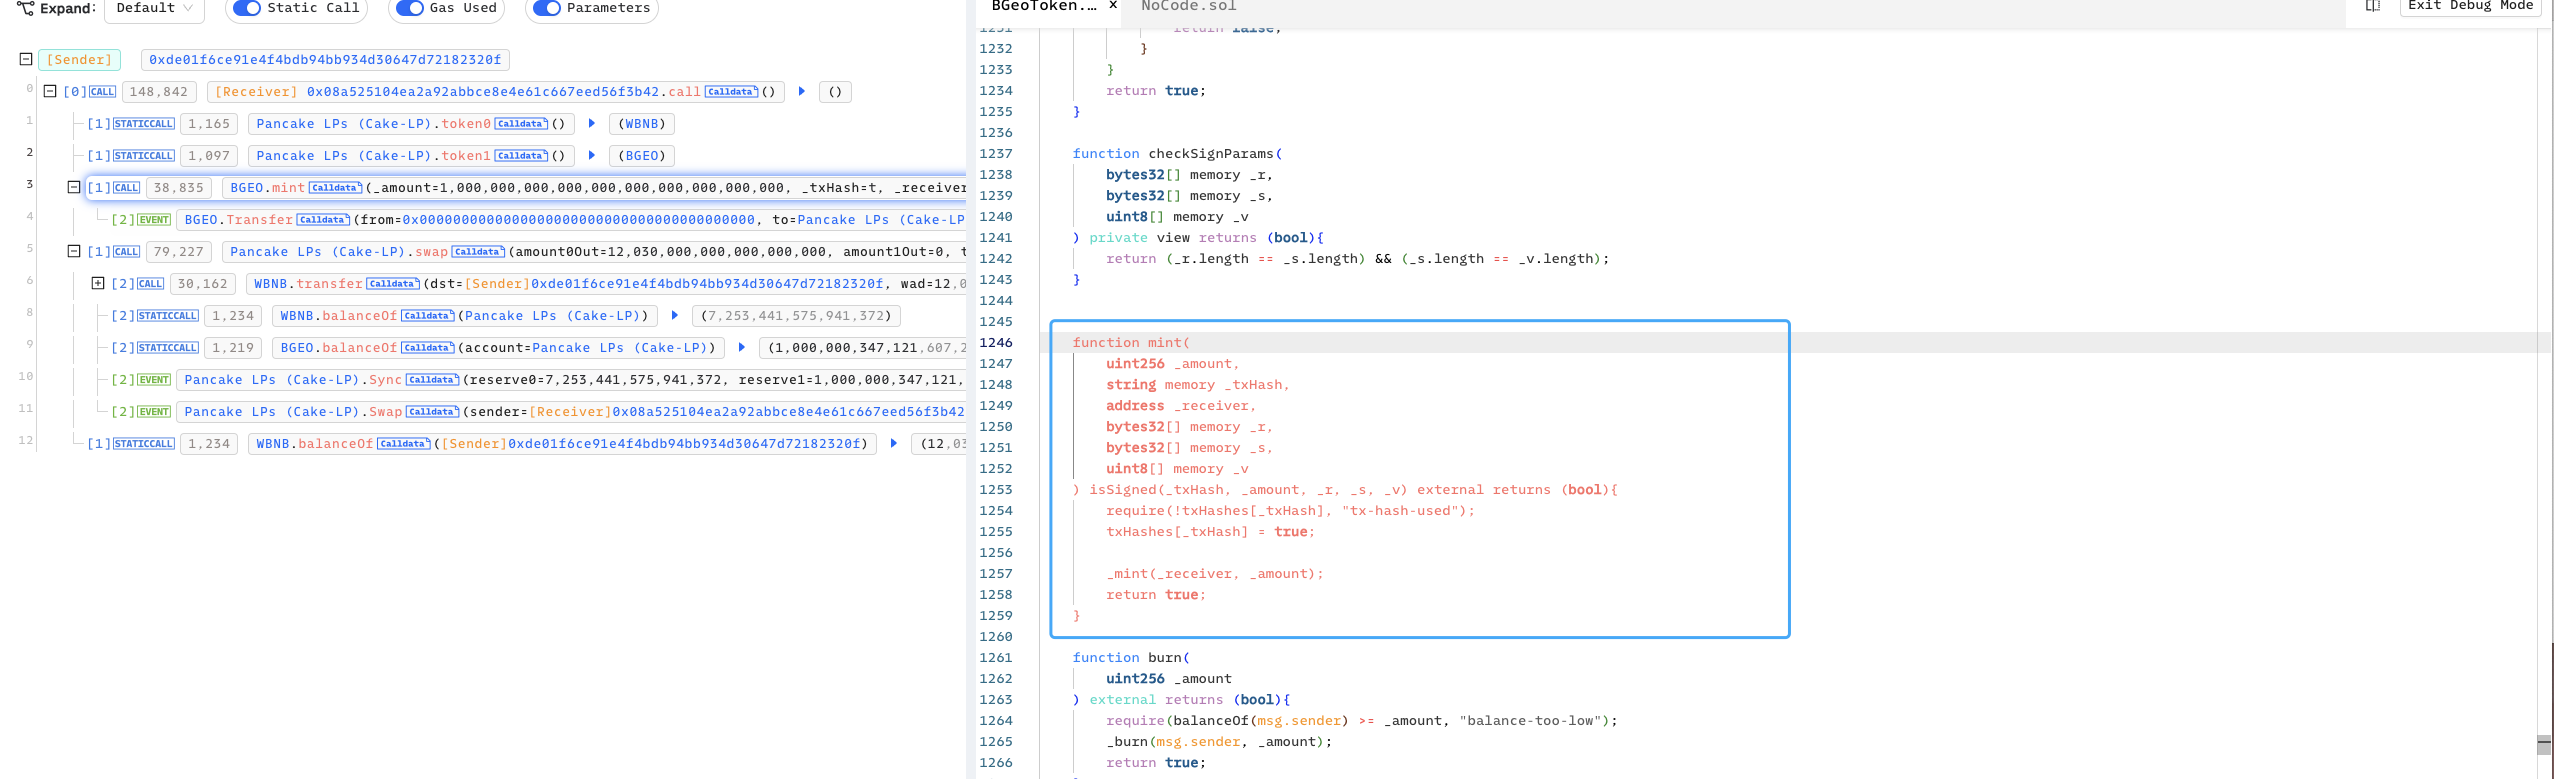 Expand: Default Static Call Gas Used Parameters
[Sender] 0xde01f6ce91e4f4bdb94bb934d30647d72182320f
0 [0] CALL 148,842 [Receiver] 0x08a525104ea2a92abbce8e4e61c667eed56f3b42.call Calldata () ()
1 [1] STATICCALL 1,165 Pancake LPs (Cake-LP).token0 Calldata () (WBNB)
2 [1] STATICCALL 1,097 Pancake LPs (Cake-LP).token1 Calldata () (BGEO)
3 [1] CALL 38,835 BGEO.mint Calldata (_amount=1,000,000,000,000,000,000,000,000,000, _txHash=t, _receiver
4 [2] EVENT BGEO.Transfer Calldata (from=0x0000000000000000000000000000000000000000, to=Pancake LPs (Cake-LP
5 [1] CALL 79,227 Pancake LPs (Cake-LP).swap Calldata (amount0Out=12,030,000,000,000,000,000, amount1Out=0, t
6 [2] CALL 30,162 WBNB.transfer Calldata (dst=[Sender]0xde01f6ce91e4f4bdb94bb934d30647d72182320f, wad=12,0
8 [2] STATICCALL 1,234 WBNB.balanceOf Calldata (Pancake LPs (Cake-LP)) (7,253,441,575,941,372)
9 [2] STATICCALL 1,219 BGEO.balanceOf Calldata (account=Pancake LPs (Cake-LP)) (1,000,000,347,121,607,2
10 [2] EVENT Pancake LPs (Cake-LP).Sync Calldata (reserve0=7,253,441,575,941,372, reserve1=1,000,000,347,121,
11 [2] EVENT Pancake LPs (Cake-LP).Swap Calldata (sender=[Receiver]0x08a525104ea2a92abbce8e4e61c667eed56f3b42
12 [1] STATICCALL 1,234 WBNB.balanceOf Calldata ([Sender]0xde01f6ce91e4f4bdb94bb934d30647d72182320f) (12,03
BGeoToken.... × NoCode.sol Exit Debug Mode
1231 return false;
1232 }
1233 }
1234 return true;
1235 }
1236
1237 function checkSignParams(
1238 bytes32[] memory _r,
1239 bytes32[] memory _s,
1240 uint8[] memory _v
1241 ) private view returns (bool){
1242 return (_r.length == _s.length) && (_s.length == _v.length);
1243 }
1244
1245
1246 function mint(
1247 uint256 _amount,
1248 string memory _txHash,
1249 address _receiver,
1250 bytes32[] memory _r,
1251 bytes32[] memory _s,
1252 uint8[] memory _v
1253 ) isSigned(_txHash, _amount, _r, _s, _v) external returns (bool){
1254 require(!txHashes[_txHash], "tx-hash-used");
1255 txHashes[_txHash] = true;
1256
1257 _mint(_receiver, _amount);
1258 return true;
1259 }
1260
1261 function burn(
1262 uint256 _amount
1263 ) external returns (bool){
1264 require(balanceOf(msg.sender) >= _amount, "balance-too-low");
1265 _burn(msg.sender, _amount);
1266 return true;